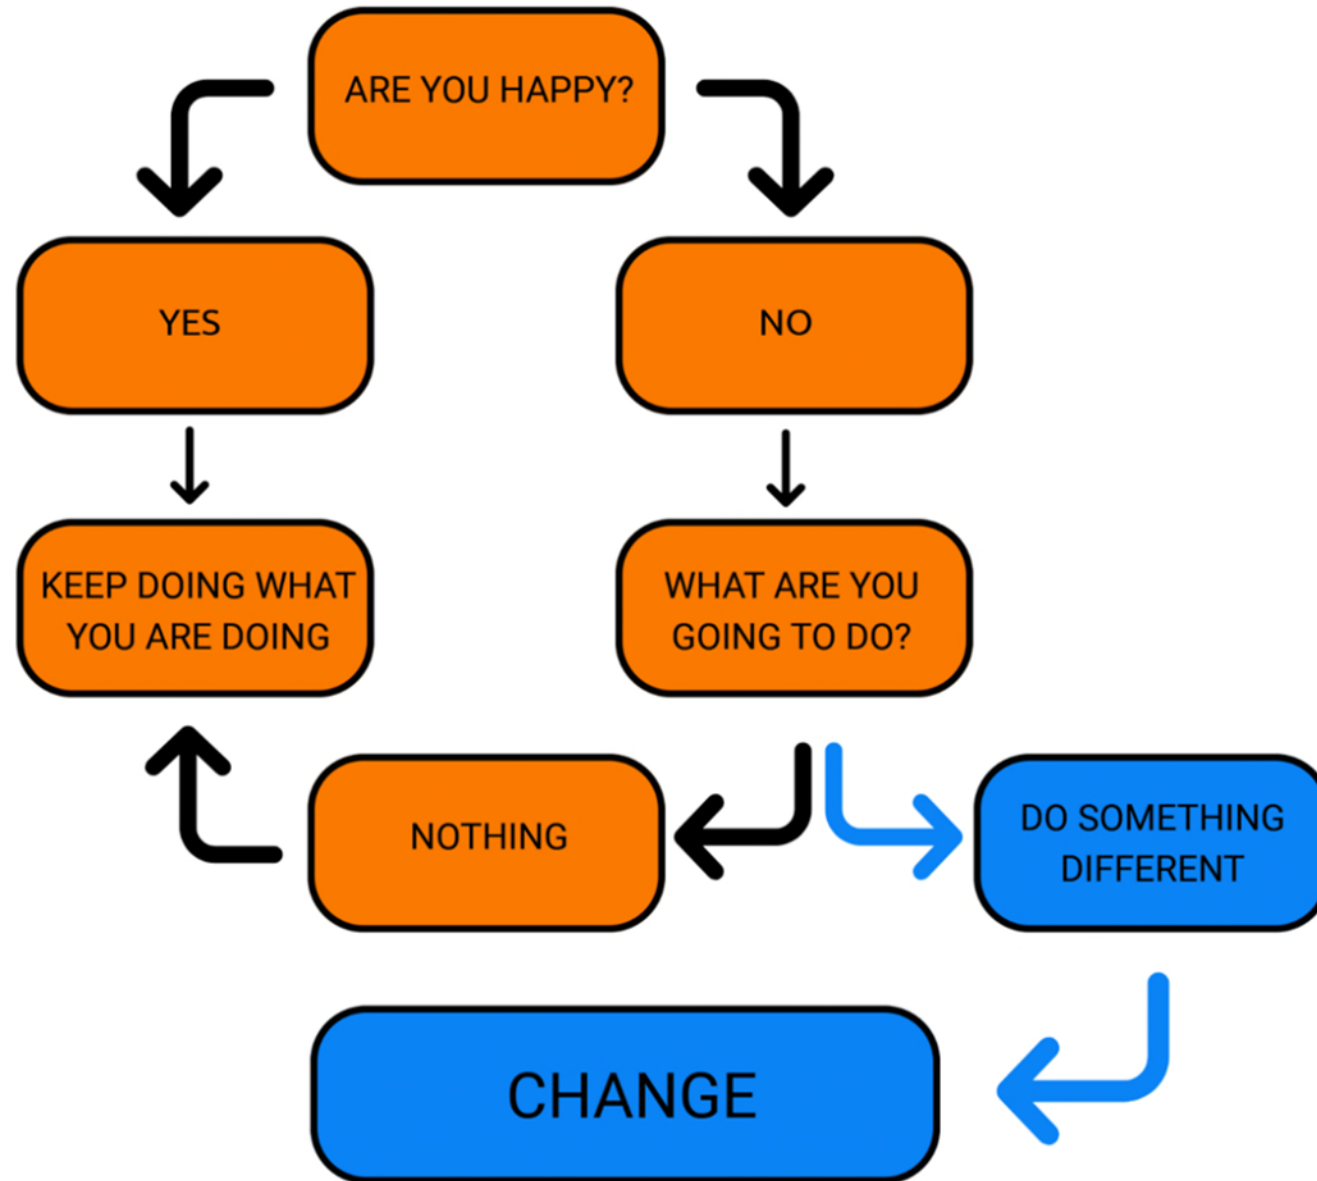 ARE YOU HAPPY?
YES
NO
KEEP DOING WHAT
YOU ARE DOING
WHAT ARE YOU
GOING TO DO?
NOTHING
DO SOMETHING
DIFFERENT
CHANGE